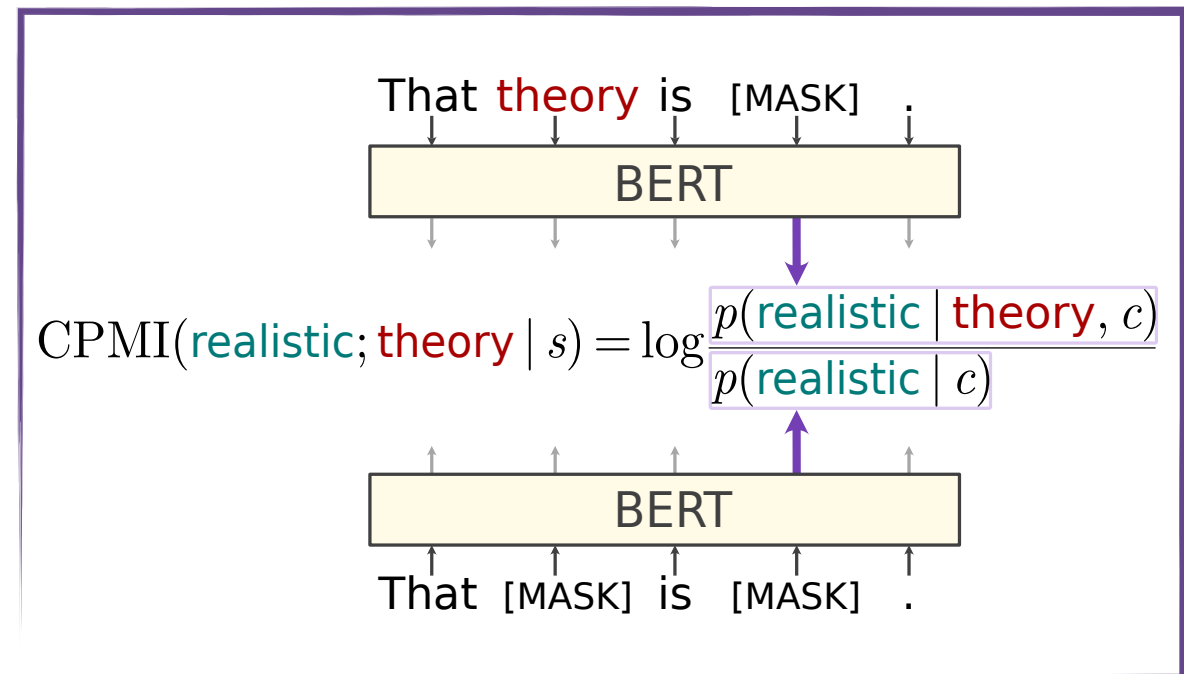 That theory is [MASK] .
BERT
CPMI(realistic; theory | s) = log p(realistic | theory, c)
p(realistic | c)
BERT
That [MASK] is [MASK] .